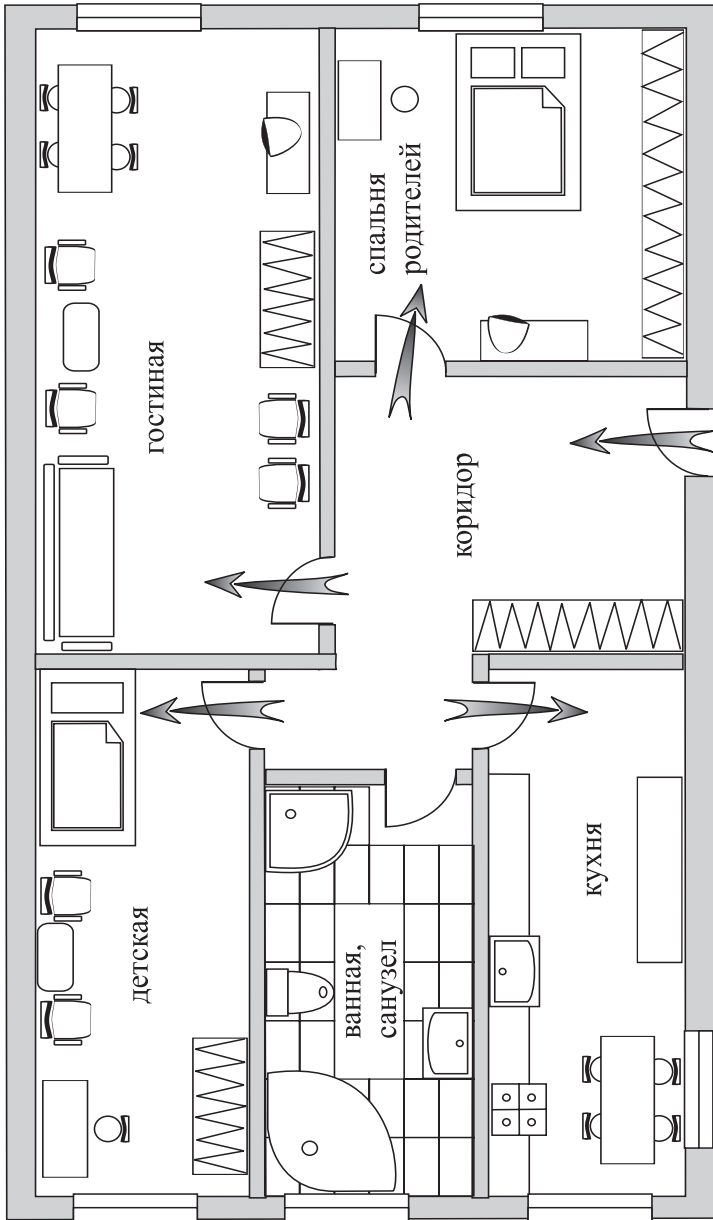 гостиная
спальня
родителей
коридор
детская
ванная,
санузел
кухня